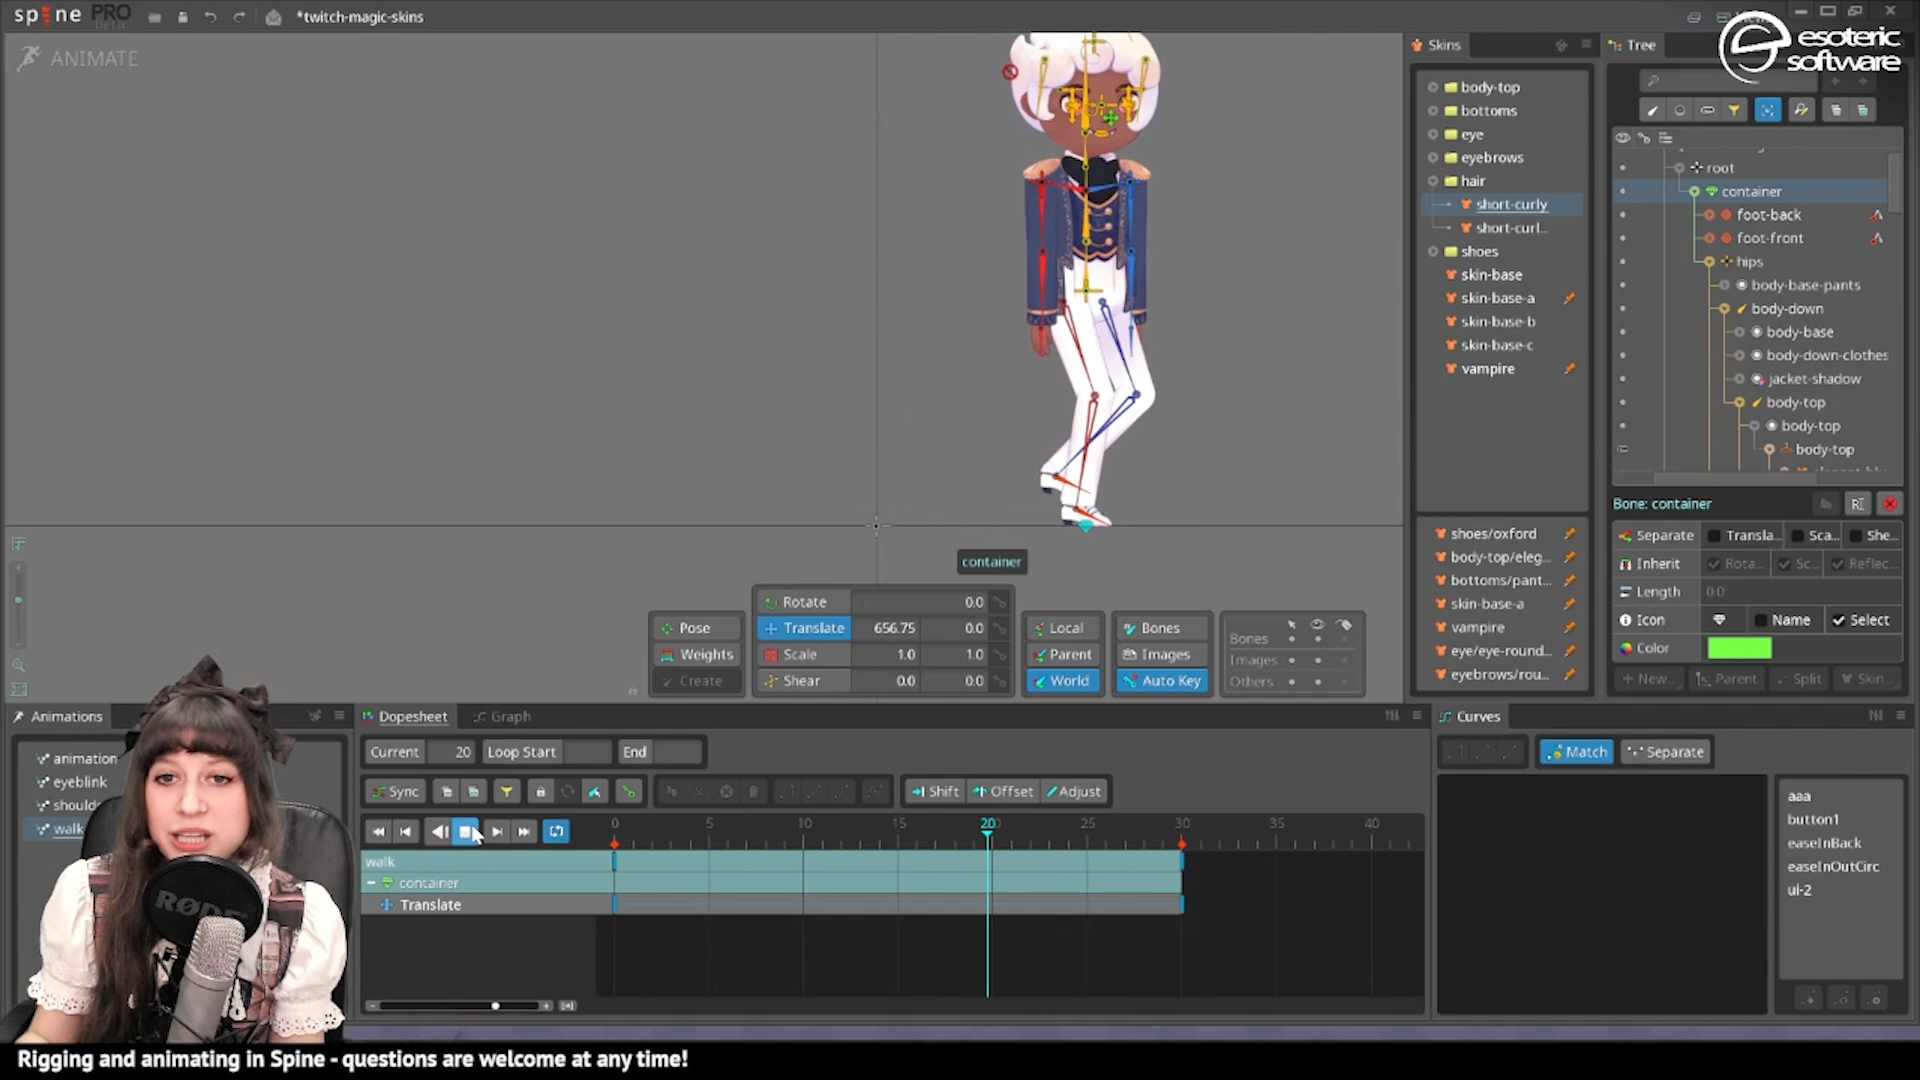 spine PRO
beta
*twitch-magic-skins
esoteric
software
ANIMATE
Skins
body-top
bottoms
eye
eyebrows
hair
short-curly
short-curl...
shoes
skin-base
skin-base-a
skin-base-b
skin-base-c
vampire
shoes/oxford
body-top/eleg...
bottoms/pant...
skin-base-a
vampire
eye/eye-round...
eyebrows/rou...
Tree
root
container
foot-back
foot-front
hips
body-base-pants
body-down
body-base
body-down-clothes
jacket-shadow
body-top
body-top
body-top
Bone: container
Separate Transla... Sca... She...
Inherit Rota... Sc... Reflec...
Length 0.0
Icon Name Select
Color
+ New... Parent Split Skin
container
Pose
Weights
Create
Rotate 0.0
Translate 656.75 0.0
Scale 1.0 1.0
Shear 0.0 0.0
Local
Parent
World
Bones
Images
Auto Key
Bones
Images
Others
Animations
animation
eyeblink
should
walk
Dopesheet Graph
Current 20 Loop Start End
Sync Shift Offset Adjust
0 5 10 15 20 25 30 35 40
walk
container
Translate
Curves
Match Separate
aaa
button1
easeInBack
easeInOutCirc
ui-2
RØDE
Rigging and animating in Spine - questions are welcome at any time!